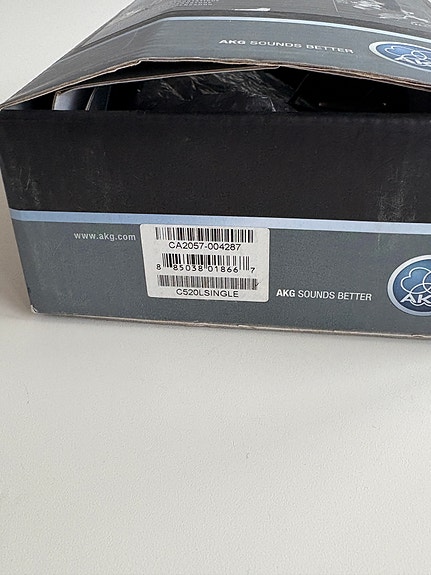 AKG SOUNDS BETTER
www.akg.com
CA2057-004287
8 85038 01866 7
C520LSINGLE
AKG SOUNDS BETTER
AKG